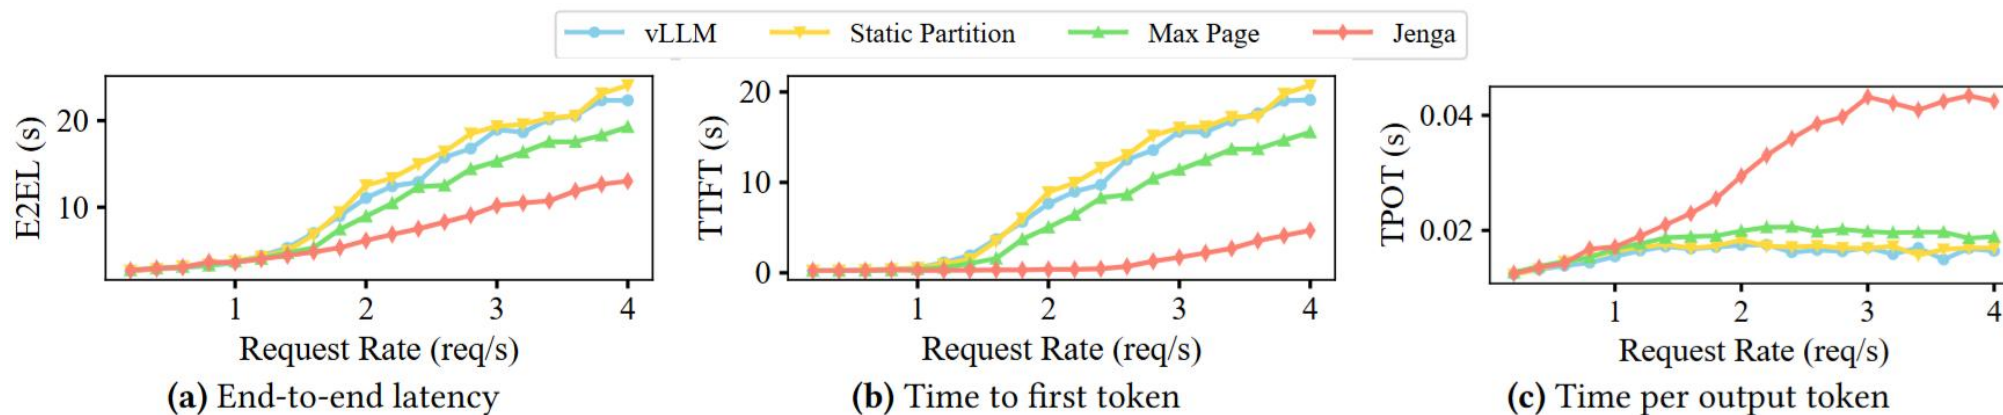 vLLM Static Partition Max Page Jenga
E2EL (s)
20
10
1 2 3 4
Request Rate (req/s)
(a) End-to-end latency
TTFT (s)
20
10
0
1 2 3 4
Request Rate (req/s)
(b) Time to first token
TPOT (s)
0.04
0.02
1 2 3 4
Request Rate (req/s)
(c) Time per output token